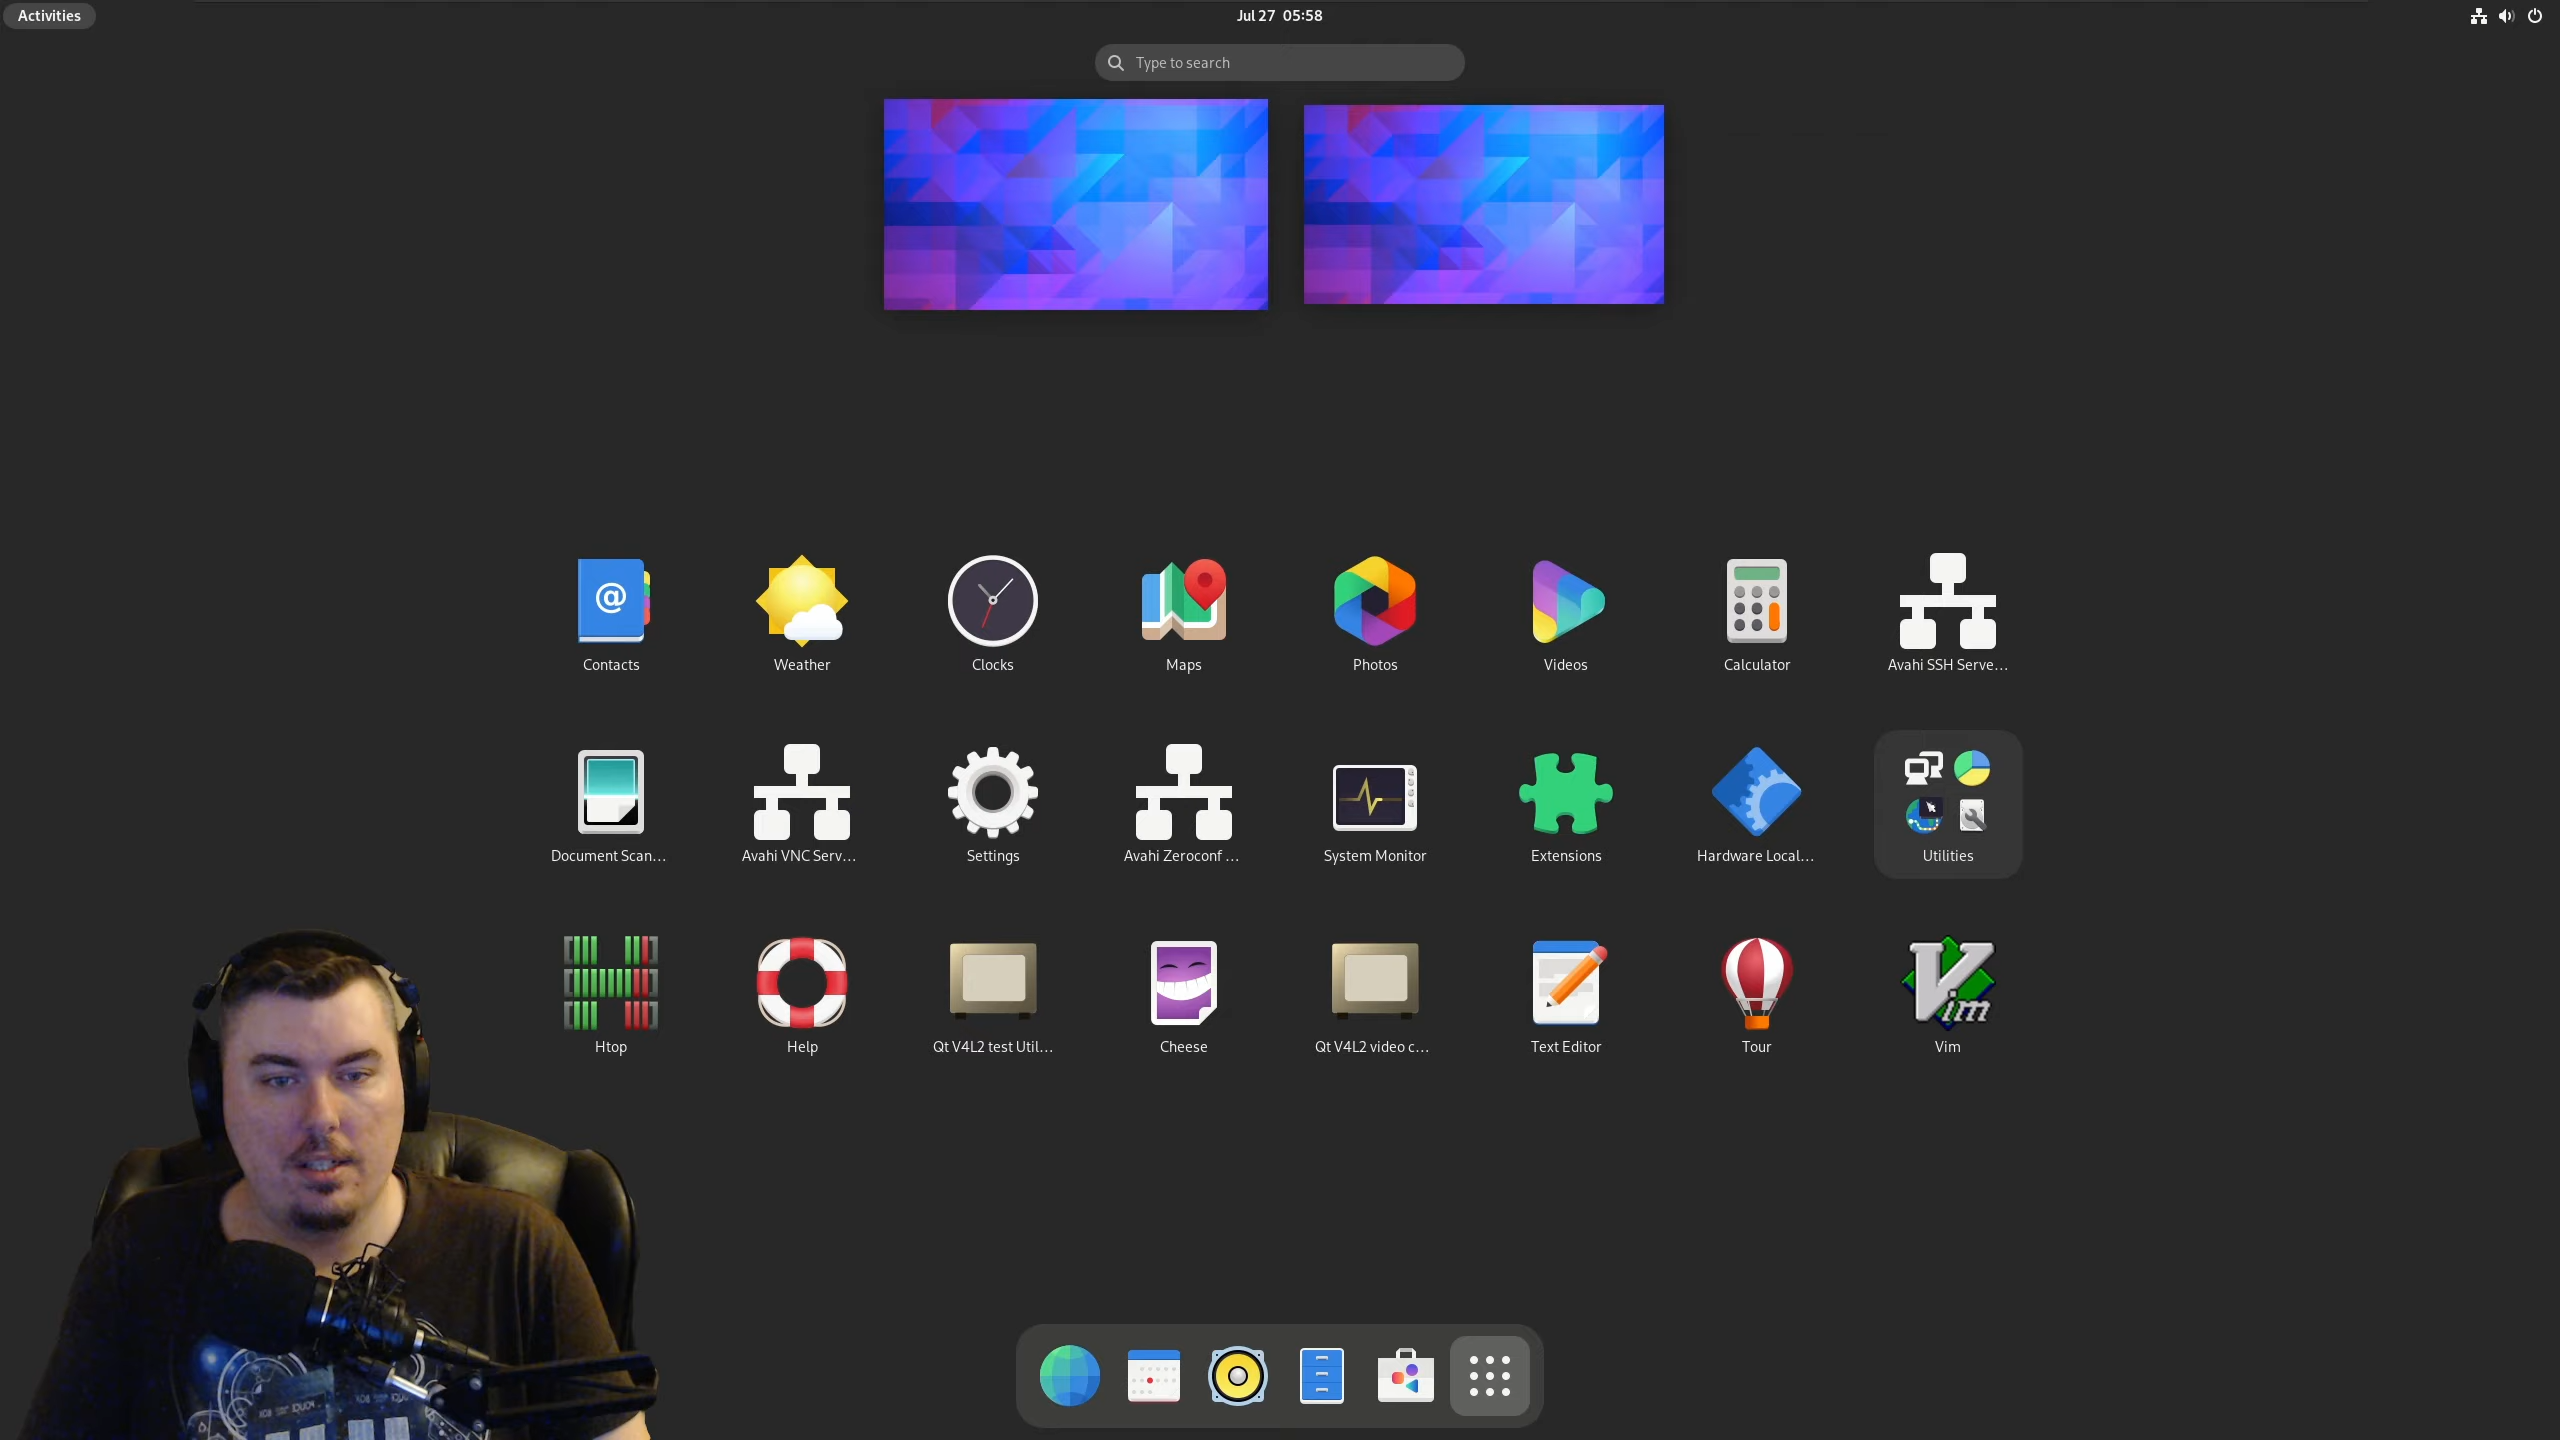 Activities
Jul 27 05:58
Type to search
Contacts
Weather
Clocks
Maps
Photos
Videos
Calculator
Avahi SSH Serve...
Document Scan...
Avahi VNC Serv...
Settings
Avahi Zeroconf ...
System Monitor
Extensions
Hardware Local...
Utilities
Htop
Help
Qt V4L2 test Util...
Cheese
Qt V4L2 video c...
Text Editor
Tour
Vim